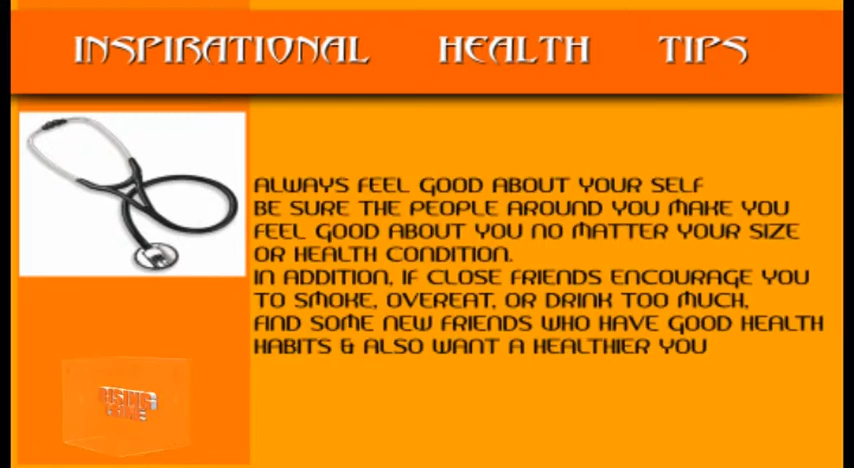 INSPIRATIONAL HEALTH TIPS
ALWAYS FEEL GOOD ABOUT YOUR SELF
BE SURE THE PEOPLE AROUND YOU MAKE YOU
FEEL GOOD ABOUT YOU NO MATTER YOUR SIZE
OR HEALTH CONDITION.
IN ADDITION, IF CLOSE FRIENDS ENCOURAGE YOU
TO SMOKE, OVEREAT, OR DRINK TOO MUCH,
FIND SOME NEW FRIENDS WHO HAVE GOOD HEALTH
HABITS & ALSO WANT A HEALTHIER YOU
RISING